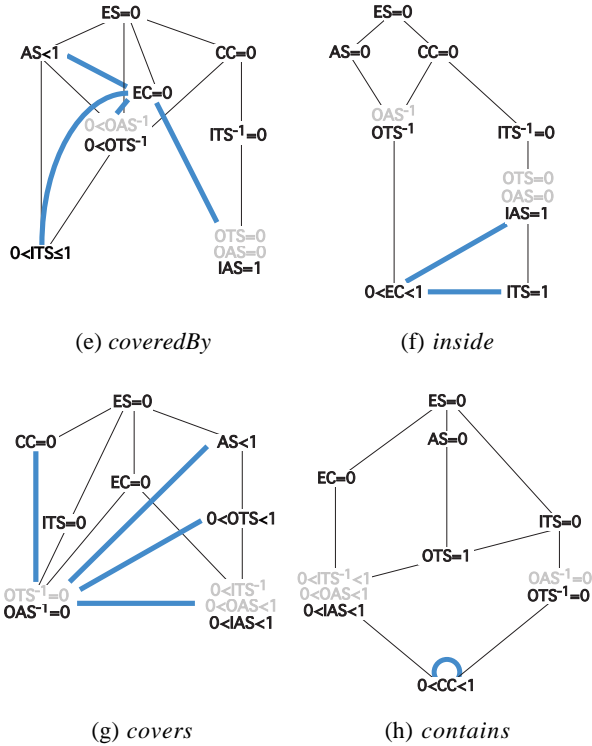 ES=0
AS<1
CC=0
EC=0
0<OAS⁻¹
0<OTS⁻¹
ITS⁻¹=0
OTS=0
OAS=0
0<ITS≤1
IAS=1
(e) coveredBy
ES=0
AS=0
CC=0
OAS⁻¹
OTS⁻¹
ITS⁻¹=0
OTS=0
OAS=0
IAS=1
0<EC<1
ITS=1
(f) inside
ES=0
CC=0
AS<1
EC=0
ITS=0
0<OTS<1
OTS⁻¹=0
OAS⁻¹=0
0<ITS⁻¹
0<OAS<1
0<IAS<1
(g) covers
ES=0
AS=0
EC=0
ITS=0
OTS=1
0<ITS⁻¹<1
0<OAS<1
0<IAS<1
OAS⁻¹=0
OTS⁻¹=0
0<CC<1
(h) contains